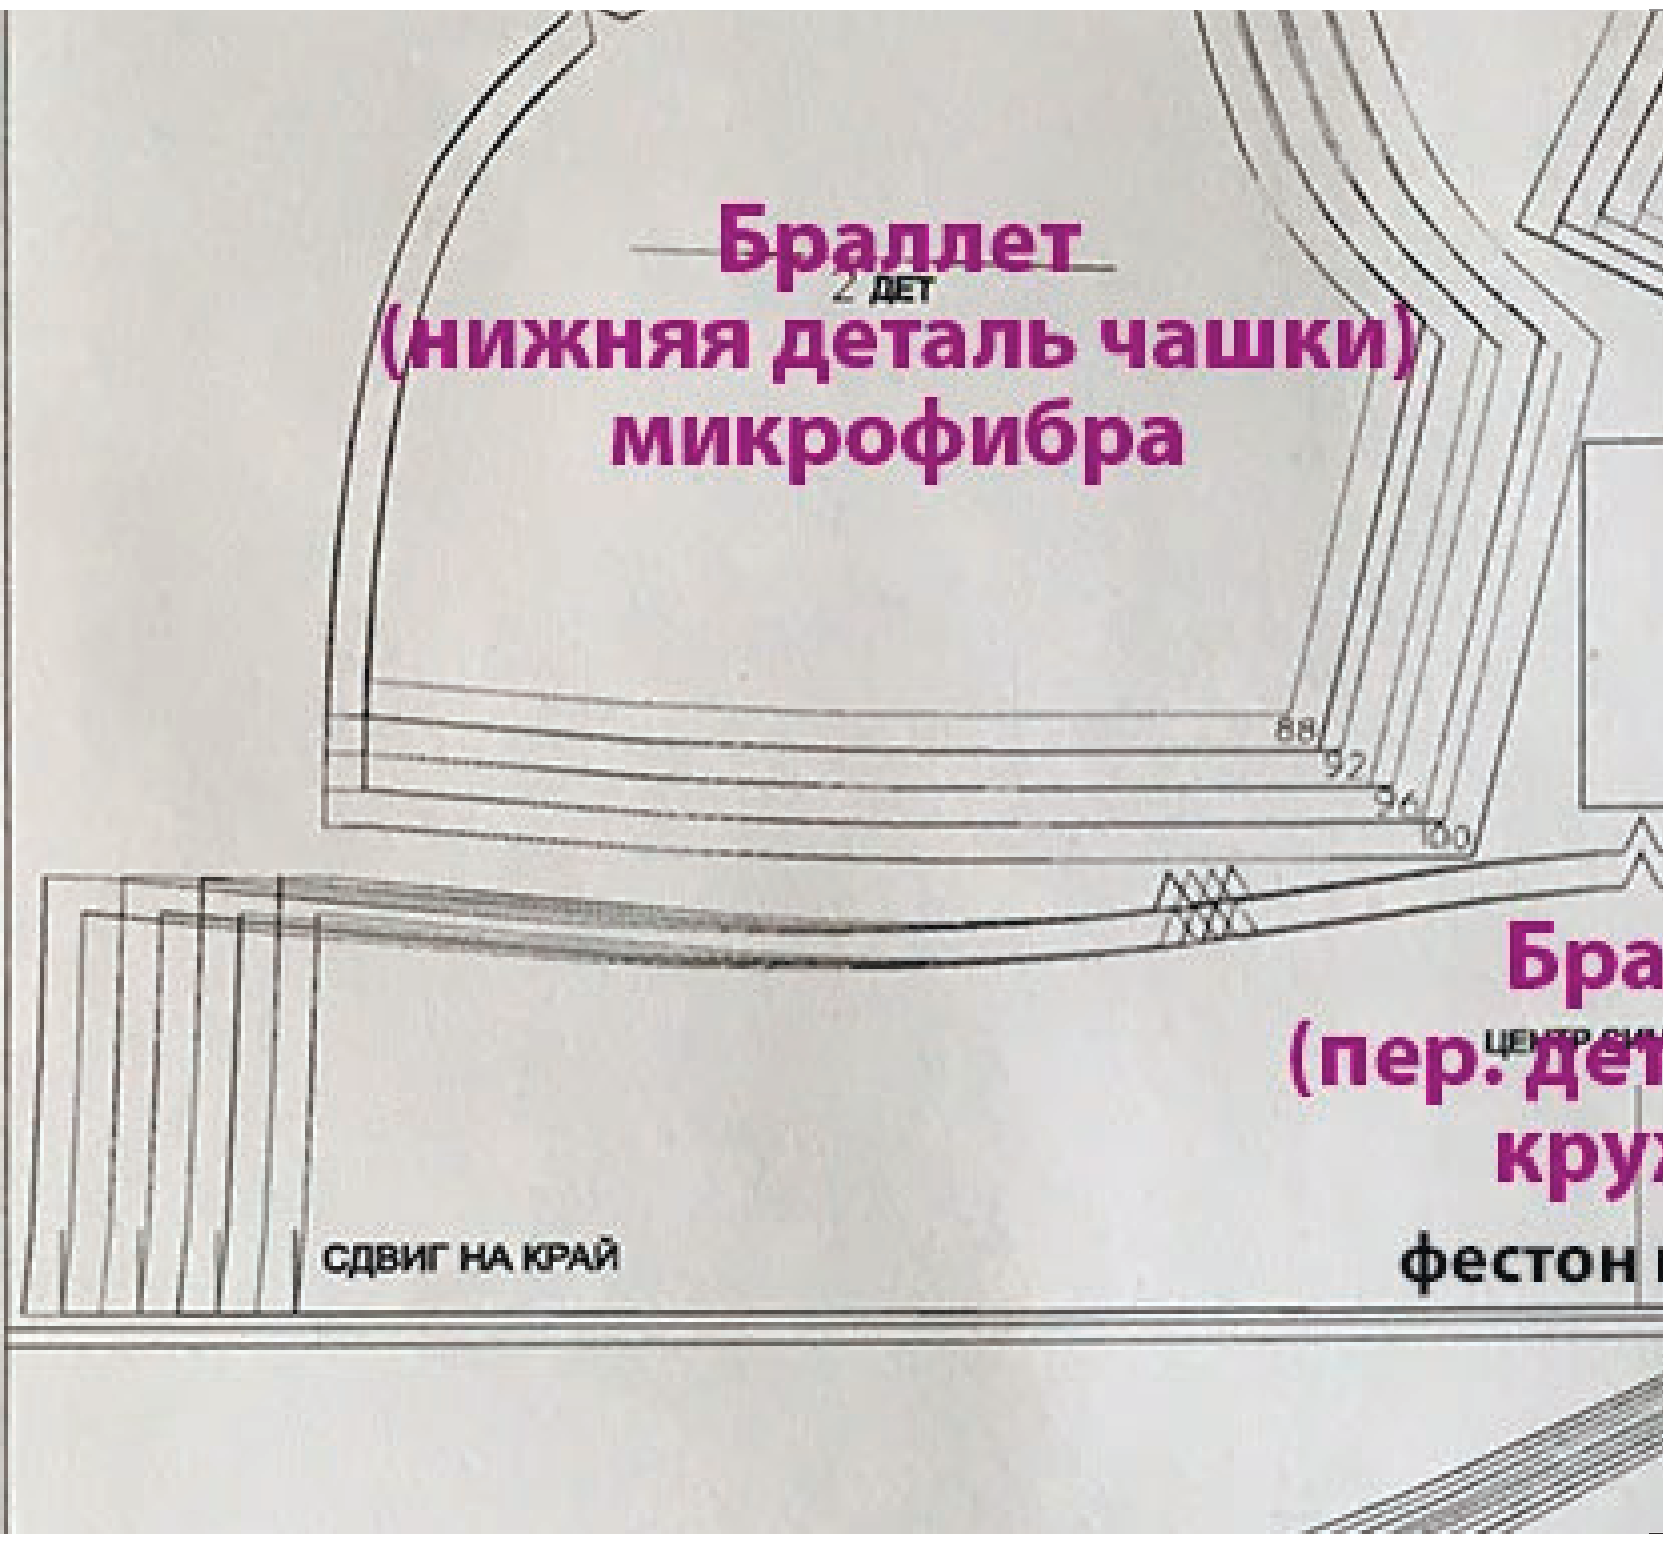 Браллет
2 ДЕТ
(нижняя деталь чашки)
микрофибра
88
92
96
100
Бра
ЦЕНТР
(пер. дет
кру
СДВИГ НА КРАЙ
фестон